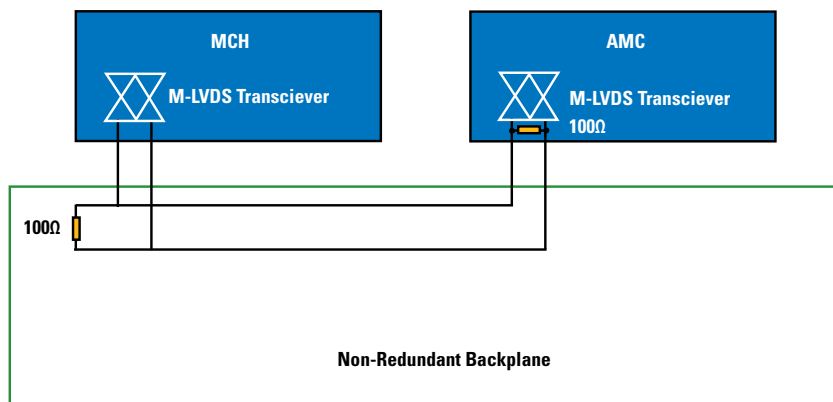 MCH
AMC
M-LVDS Transciever
M-LVDS Transciever
100Ω
100Ω
Non-Redundant Backplane